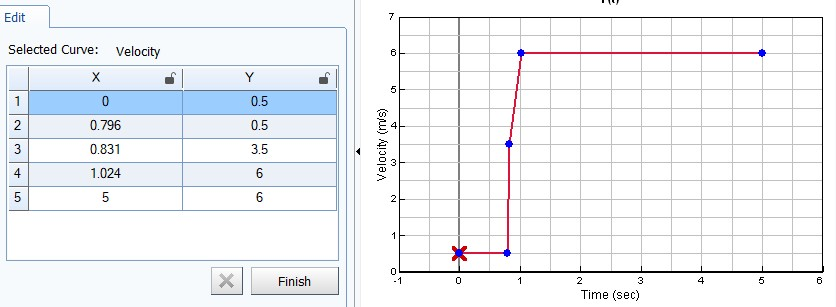 Edit
Selected Curve: Velocity
X Y
1 0 0.5
2 0.796 0.5
3 0.831 3.5
4 1.024 6
5 5 6
Finish
7
6
5
4
3
2
1
0
Velocity (m/s)
-1 0 1 2 3 4 5 6
Time (sec)